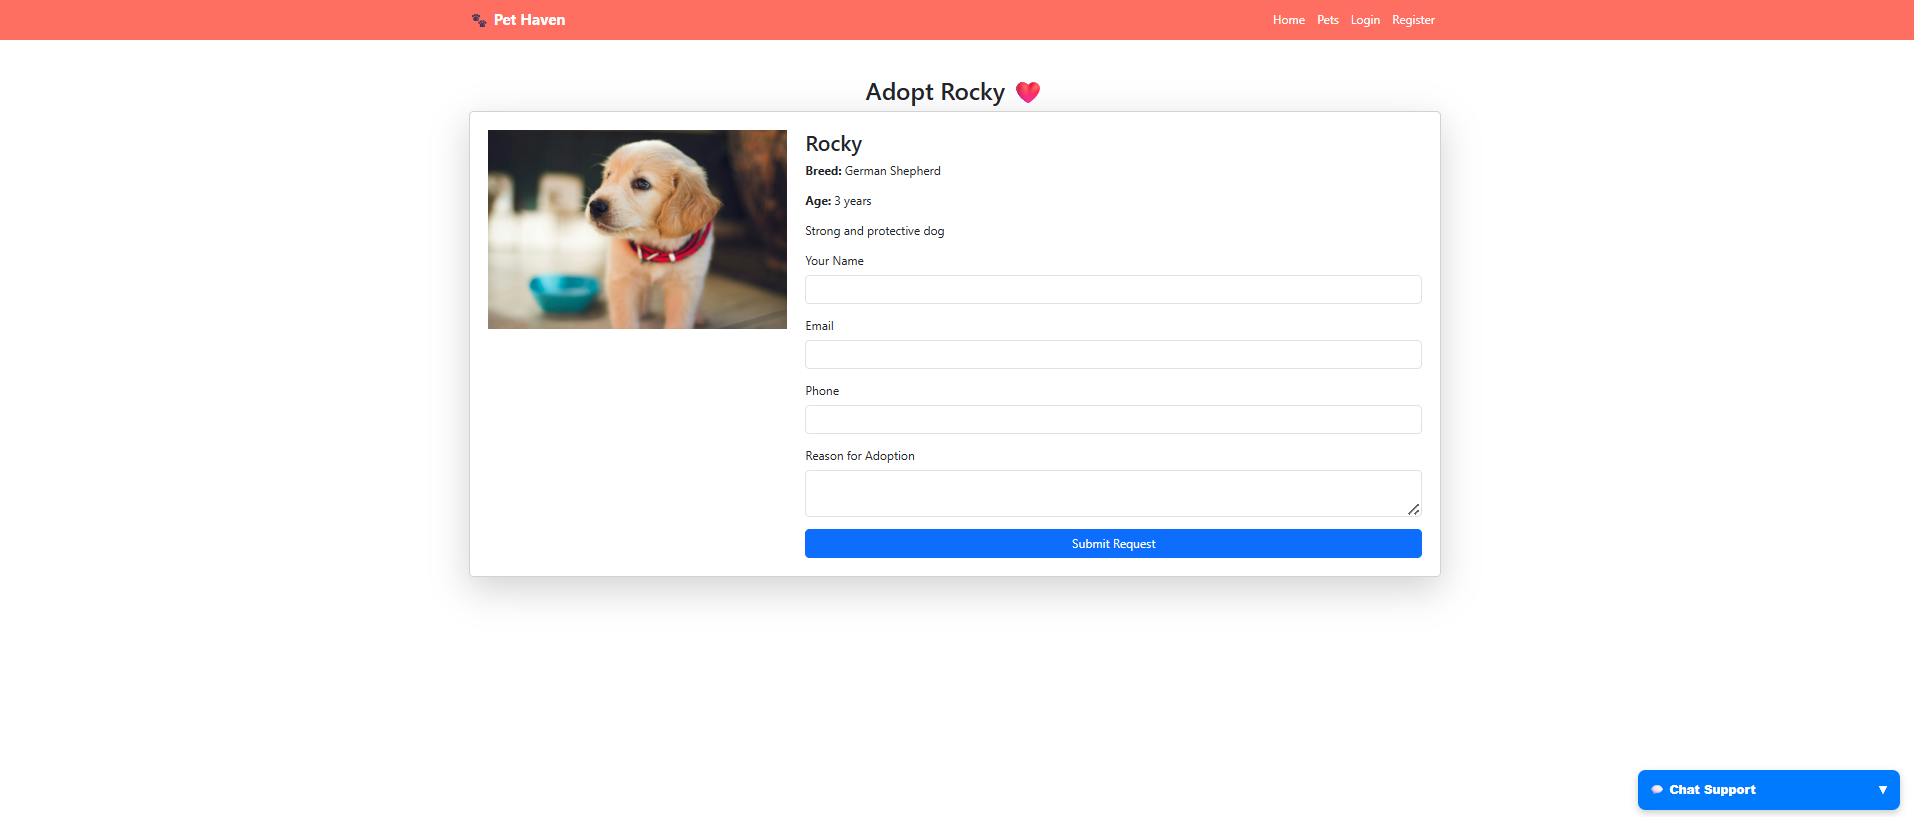 🐾 Pet Haven
Home Pets Login Register
Adopt Rocky ❤️
Rocky
Breed: German Shepherd
Age: 3 years
Strong and protective dog
Your Name
Email
Phone
Reason for Adoption
Submit Request
💬 Chat Support ▼